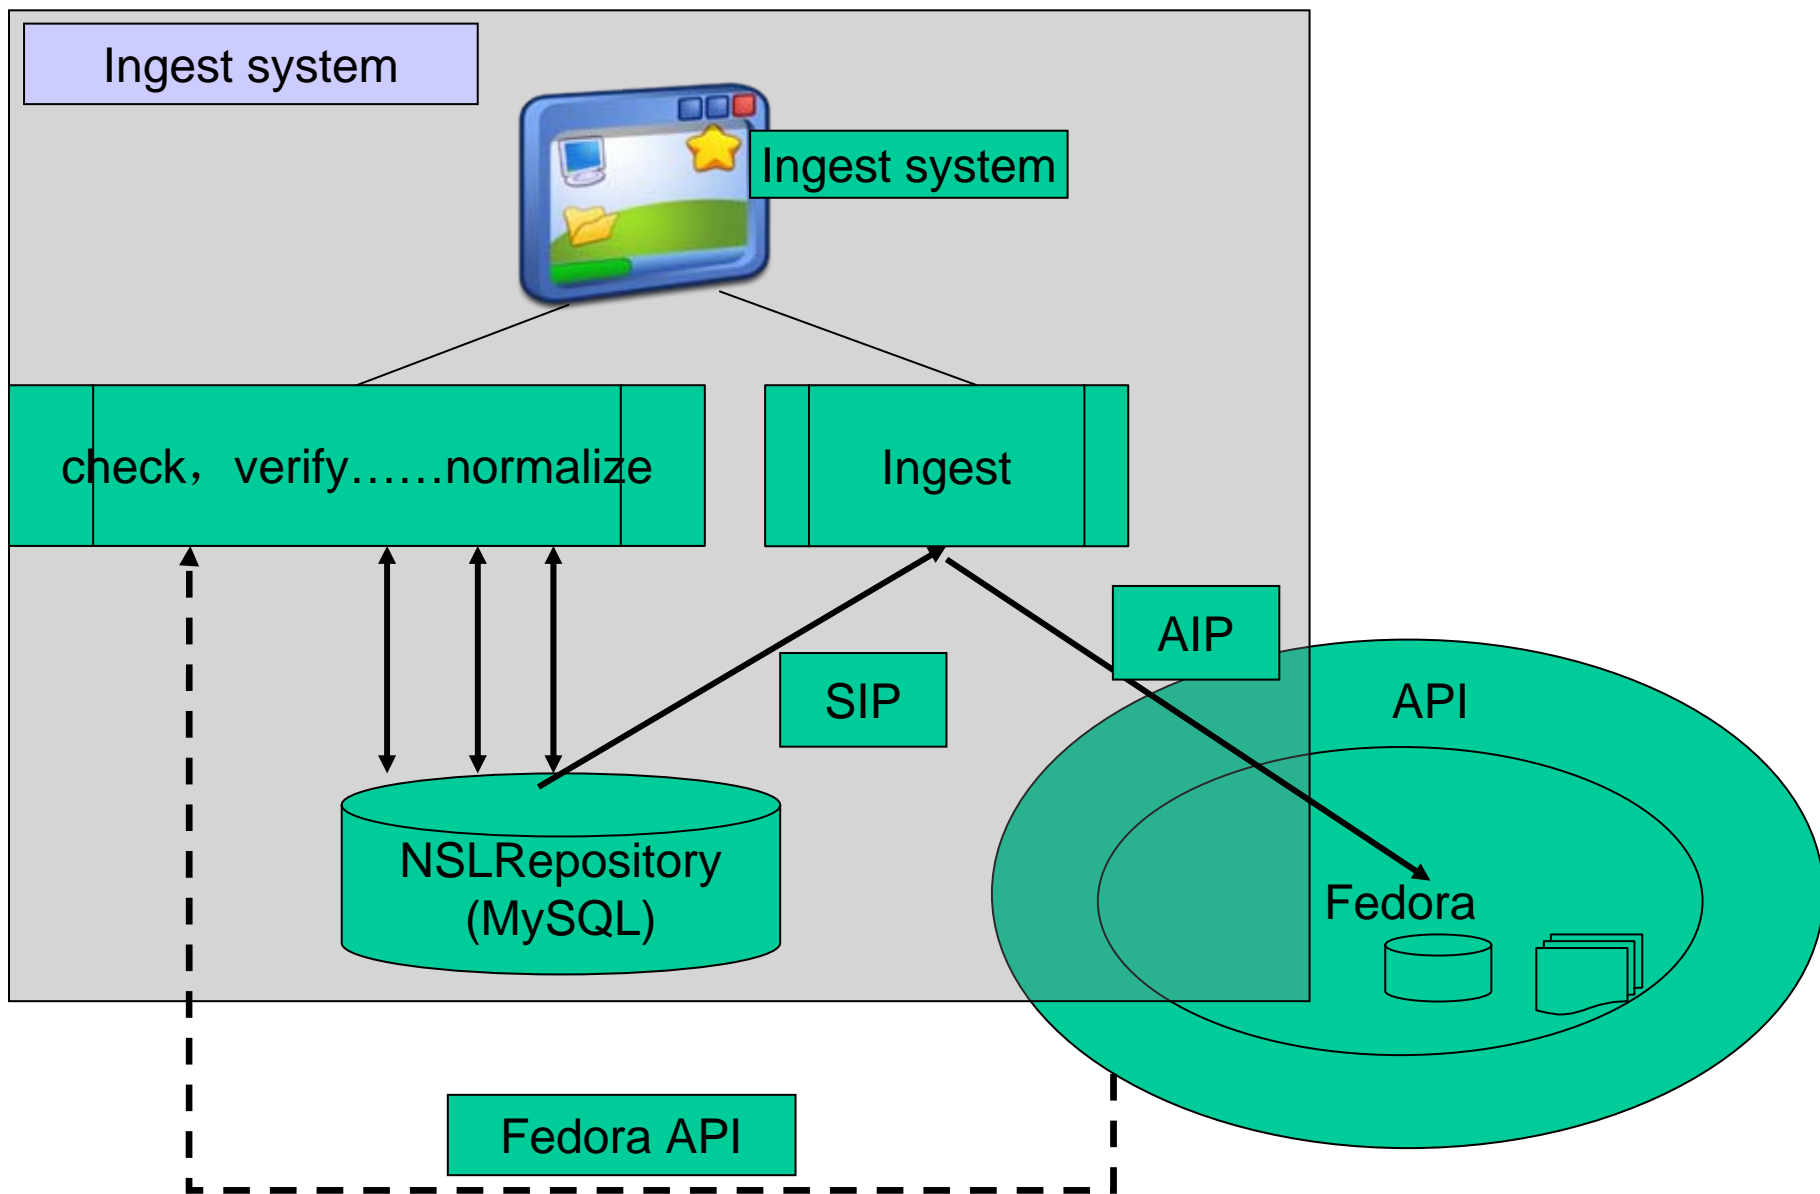 Ingest system
Ingest system
check，verify……normalize
Ingest
AIP
SIP
API
NSLRepository
(MySQL)
Fedora
Fedora API